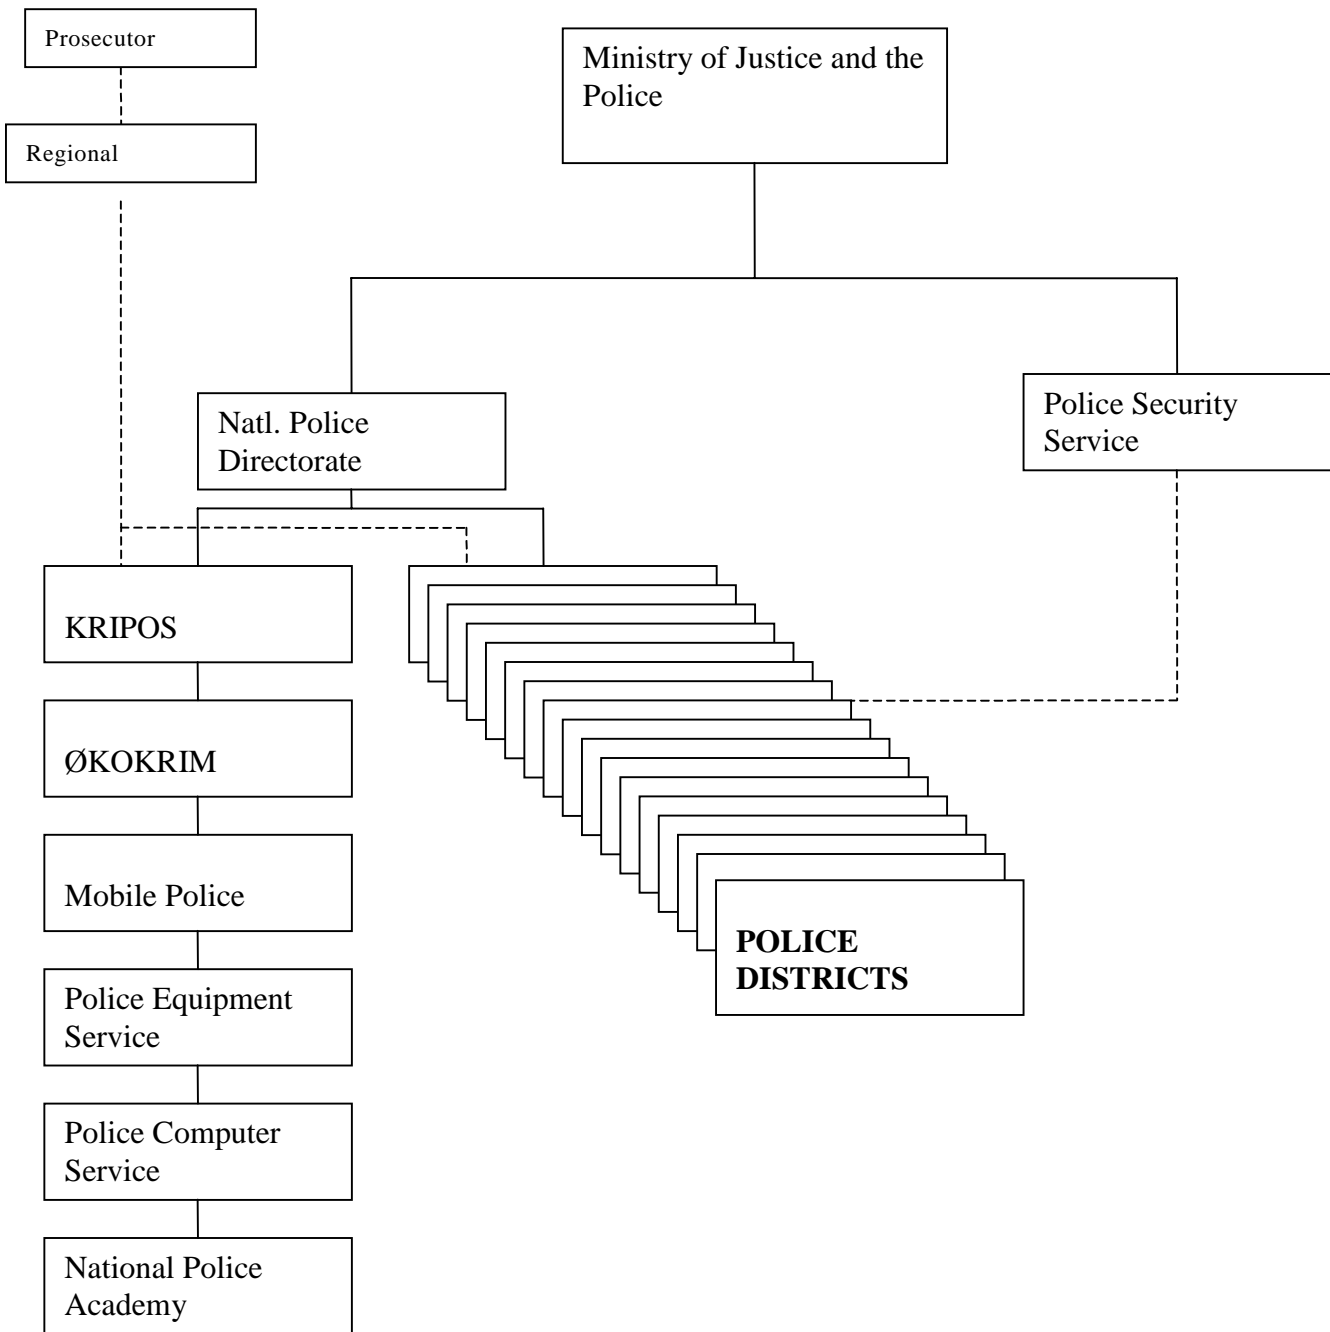 Prosecutor
Ministry of Justice and the
Police
Regional
Natl. Police
Directorate
Police Security
Service
KRIPOS
ØKOKRIM
Mobile Police
POLICE
DISTRICTS
Police Equipment
Service
Police Computer
Service
National Police
Academy